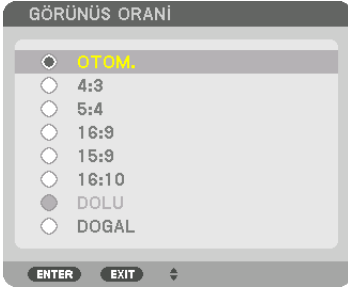 GÖRÜNÜS ORANİ
OTOM.
4:3
5:4
16:9
15:9
16:10
DOLU
DOGAL
ENTER EXIT